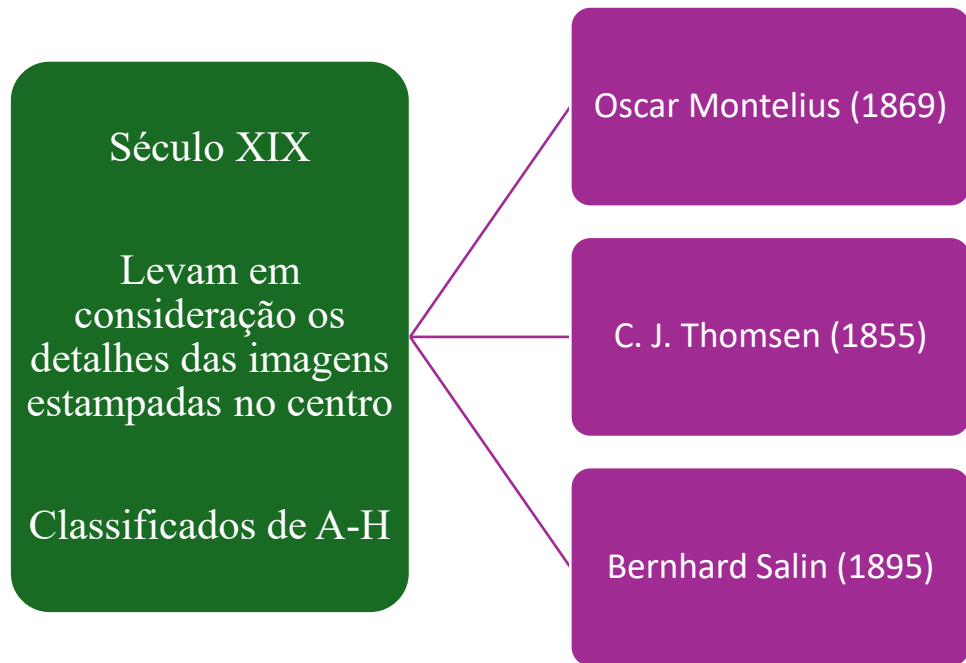 Século XIX
Levam em
consideração os
detalhes das imagens
estampadas no centro
Classificados de A-H
Oscar Montelius (1869)
C. J. Thomsen (1855)
Bernhard Salin (1895)